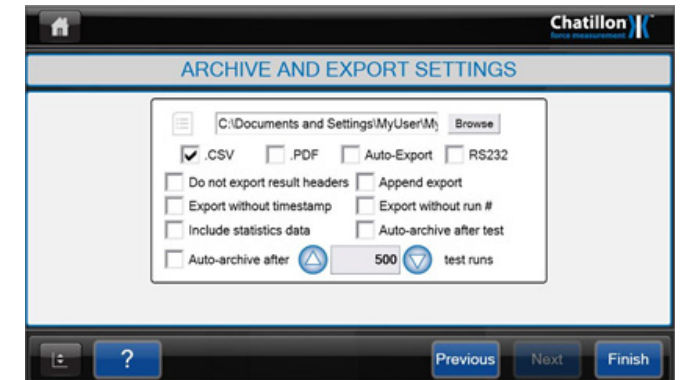 Chatillon
force measurement
ARCHIVE AND EXPORT SETTINGS
C:\Documents and Settings\MyUser\My Browse
.CSV .PDF Auto-Export RS232
Do not export result headers Append export
Export without timestamp Export without run #
Include statistics data Auto-archive after test
Auto-archive after 500 test runs
? Previous Next Finish